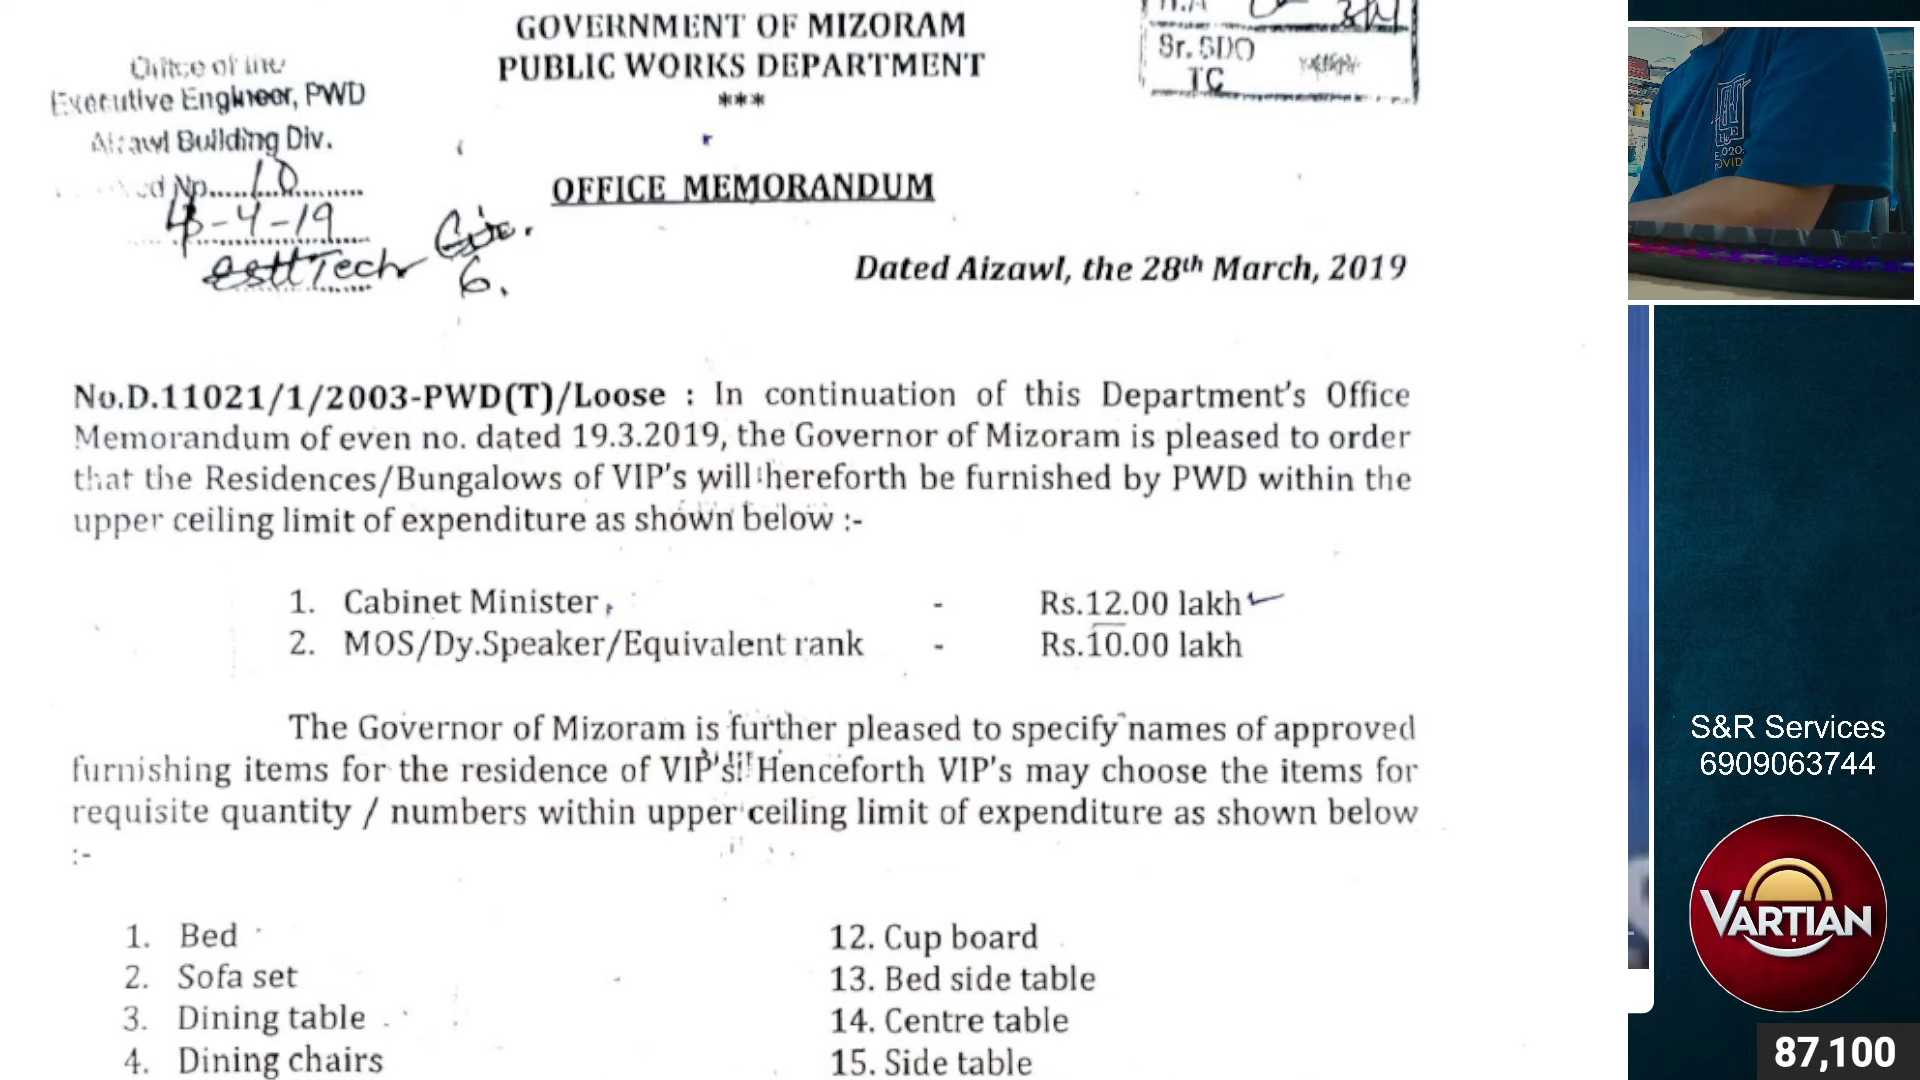 GOVERNMENT OF MIZORAM
PUBLIC WORKS DEPARTMENT
***
Office of the
Executive Engineer, PWD
Aizawl Building Div.
No. 10
-4-19
estt Tech
6.
Sr. SDO
TC
OFFICE MEMORANDUM
Dated Aizawl, the 28th March, 2019
No.D.11021/1/2003-PWD(T)/Loose : In continuation of this Department's Office
Memorandum of even no. dated 19.3.2019, the Governor of Mizoram is pleased to order
that the Residences/Bungalows of VIP's will hereforth be furnished by PWD within the
upper ceiling limit of expenditure as shown below :-
1. Cabinet Minister - Rs.12.00 lakh
2. MOS/Dy.Speaker/Equivalent rank - Rs.10.00 lakh
The Governor of Mizoram is further pleased to specify names of approved
furnishing items for the residence of VIP's. Henceforth VIP's may choose the items for
requisite quantity / numbers within upper ceiling limit of expenditure as shown below
:-
1. Bed
2. Sofa set
3. Dining table
4. Dining chairs
12. Cup board
13. Bed side table
14. Centre table
15. Side table
S&R Services
6909063744
VARTIAN
87,100